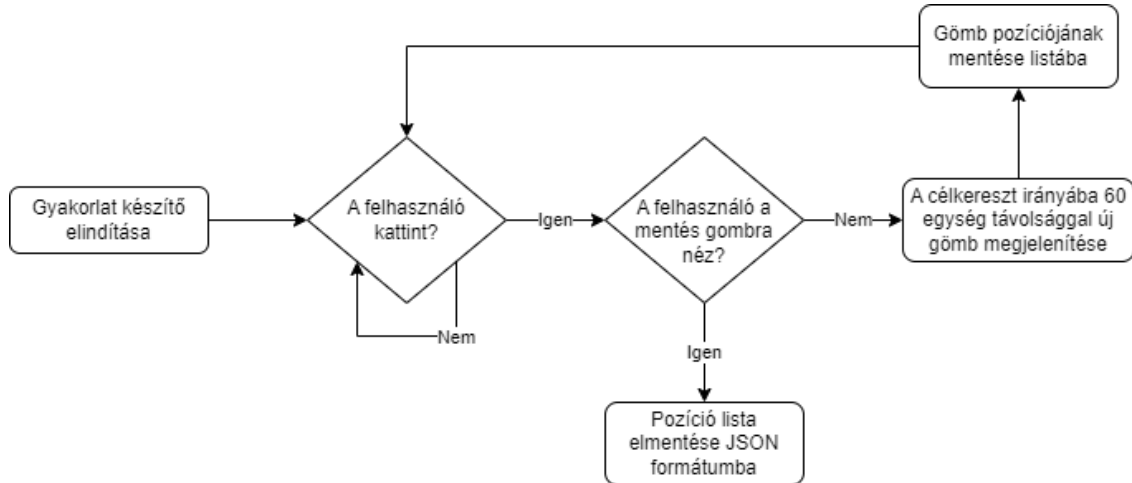 Gyakorlat készítő
elindítása
A felhasználó
kattint?
Nem
Igen
A felhasználó a
mentés gombra
néz?
Nem
A célkereszt irányába 60
egység távolsággal új
gömb megjelenítése
Gömb pozíciójának
mentése listába
Igen
Pozíció lista
elmentése JSON
formátumba